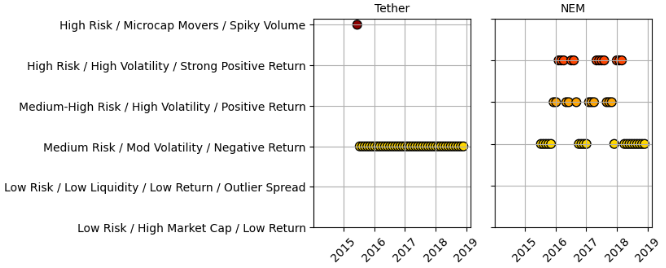 Tether
NEM
High Risk / Microcap Movers / Spiky Volume
High Risk / High Volatility / Strong Positive Return
Medium-High Risk / High Volatility / Positive Return
Medium Risk / Mod Volatility / Negative Return
Low Risk / Low Liquidity / Low Return / Outlier Spread
Low Risk / High Market Cap / Low Return
2015
2016
2017
2018
2019
2015
2016
2017
2018
2019